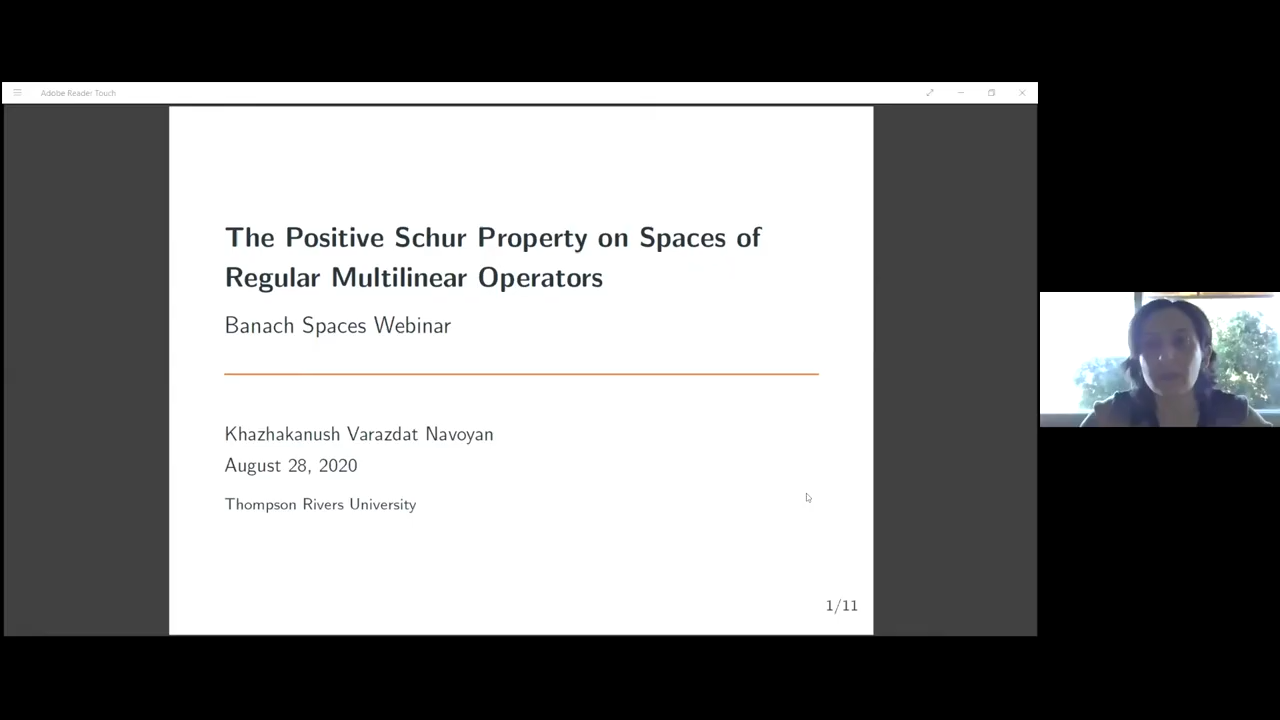 Adobe Reader Touch
The Positive Schur Property on Spaces of
Regular Multilinear Operators
Banach Spaces Webinar
Khazhakanush Varazdat Navoyan
August 28, 2020
Thompson Rivers University
1/11